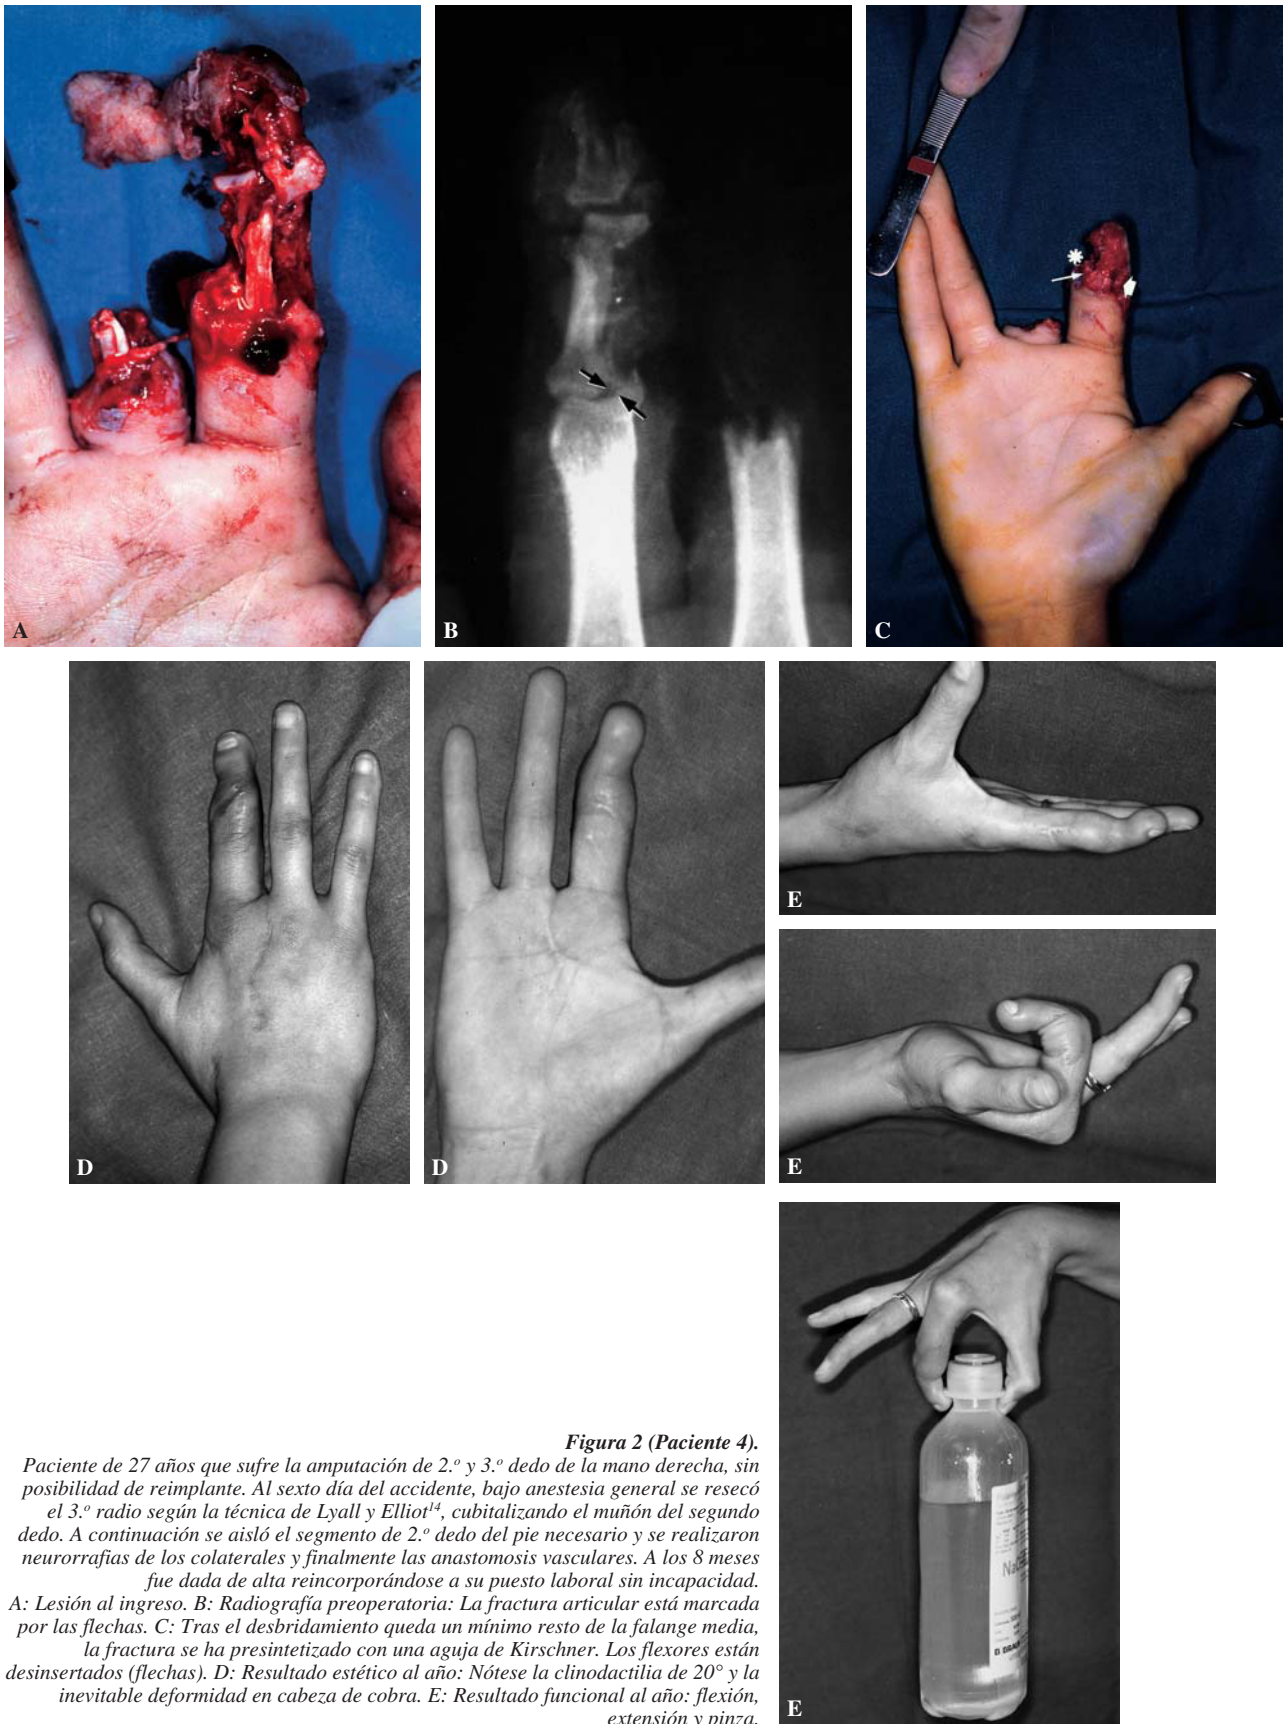 A
B
C
D
D
E
E
Figura 2 (Paciente 4).
Paciente de 27 años que sufre la amputación de 2.º y 3.º dedo de la mano derecha, sin
posibilidad de reimplante. Al sexto día del accidente, bajo anestesia general se resecó
el 3.º radio según la técnica de Lyall y Elliot14, cubitalizando el muñón del segundo
dedo. A continuación se aisló el segmento de 2.º dedo del pie necesario y se realizaron
neurorrafias de los colaterales y finalmente las anastomosis vasculares. A los 8 meses
fue dada de alta reincorporándose a su puesto laboral sin incapacidad.
A: Lesión al ingreso. B: Radiografía preoperatoria: La fractura articular está marcada
por las flechas. C: Tras el desbridamiento queda un mínimo resto de la falange media,
la fractura se ha presintetizado con una aguja de Kirschner. Los flexores están
desinsertados (flechas). D: Resultado estético al año: Nótese la clinodactilia de 20° y la
inevitable deformidad en cabeza de cobra. E: Resultado funcional al año: flexión,
extensión y pinza.
E